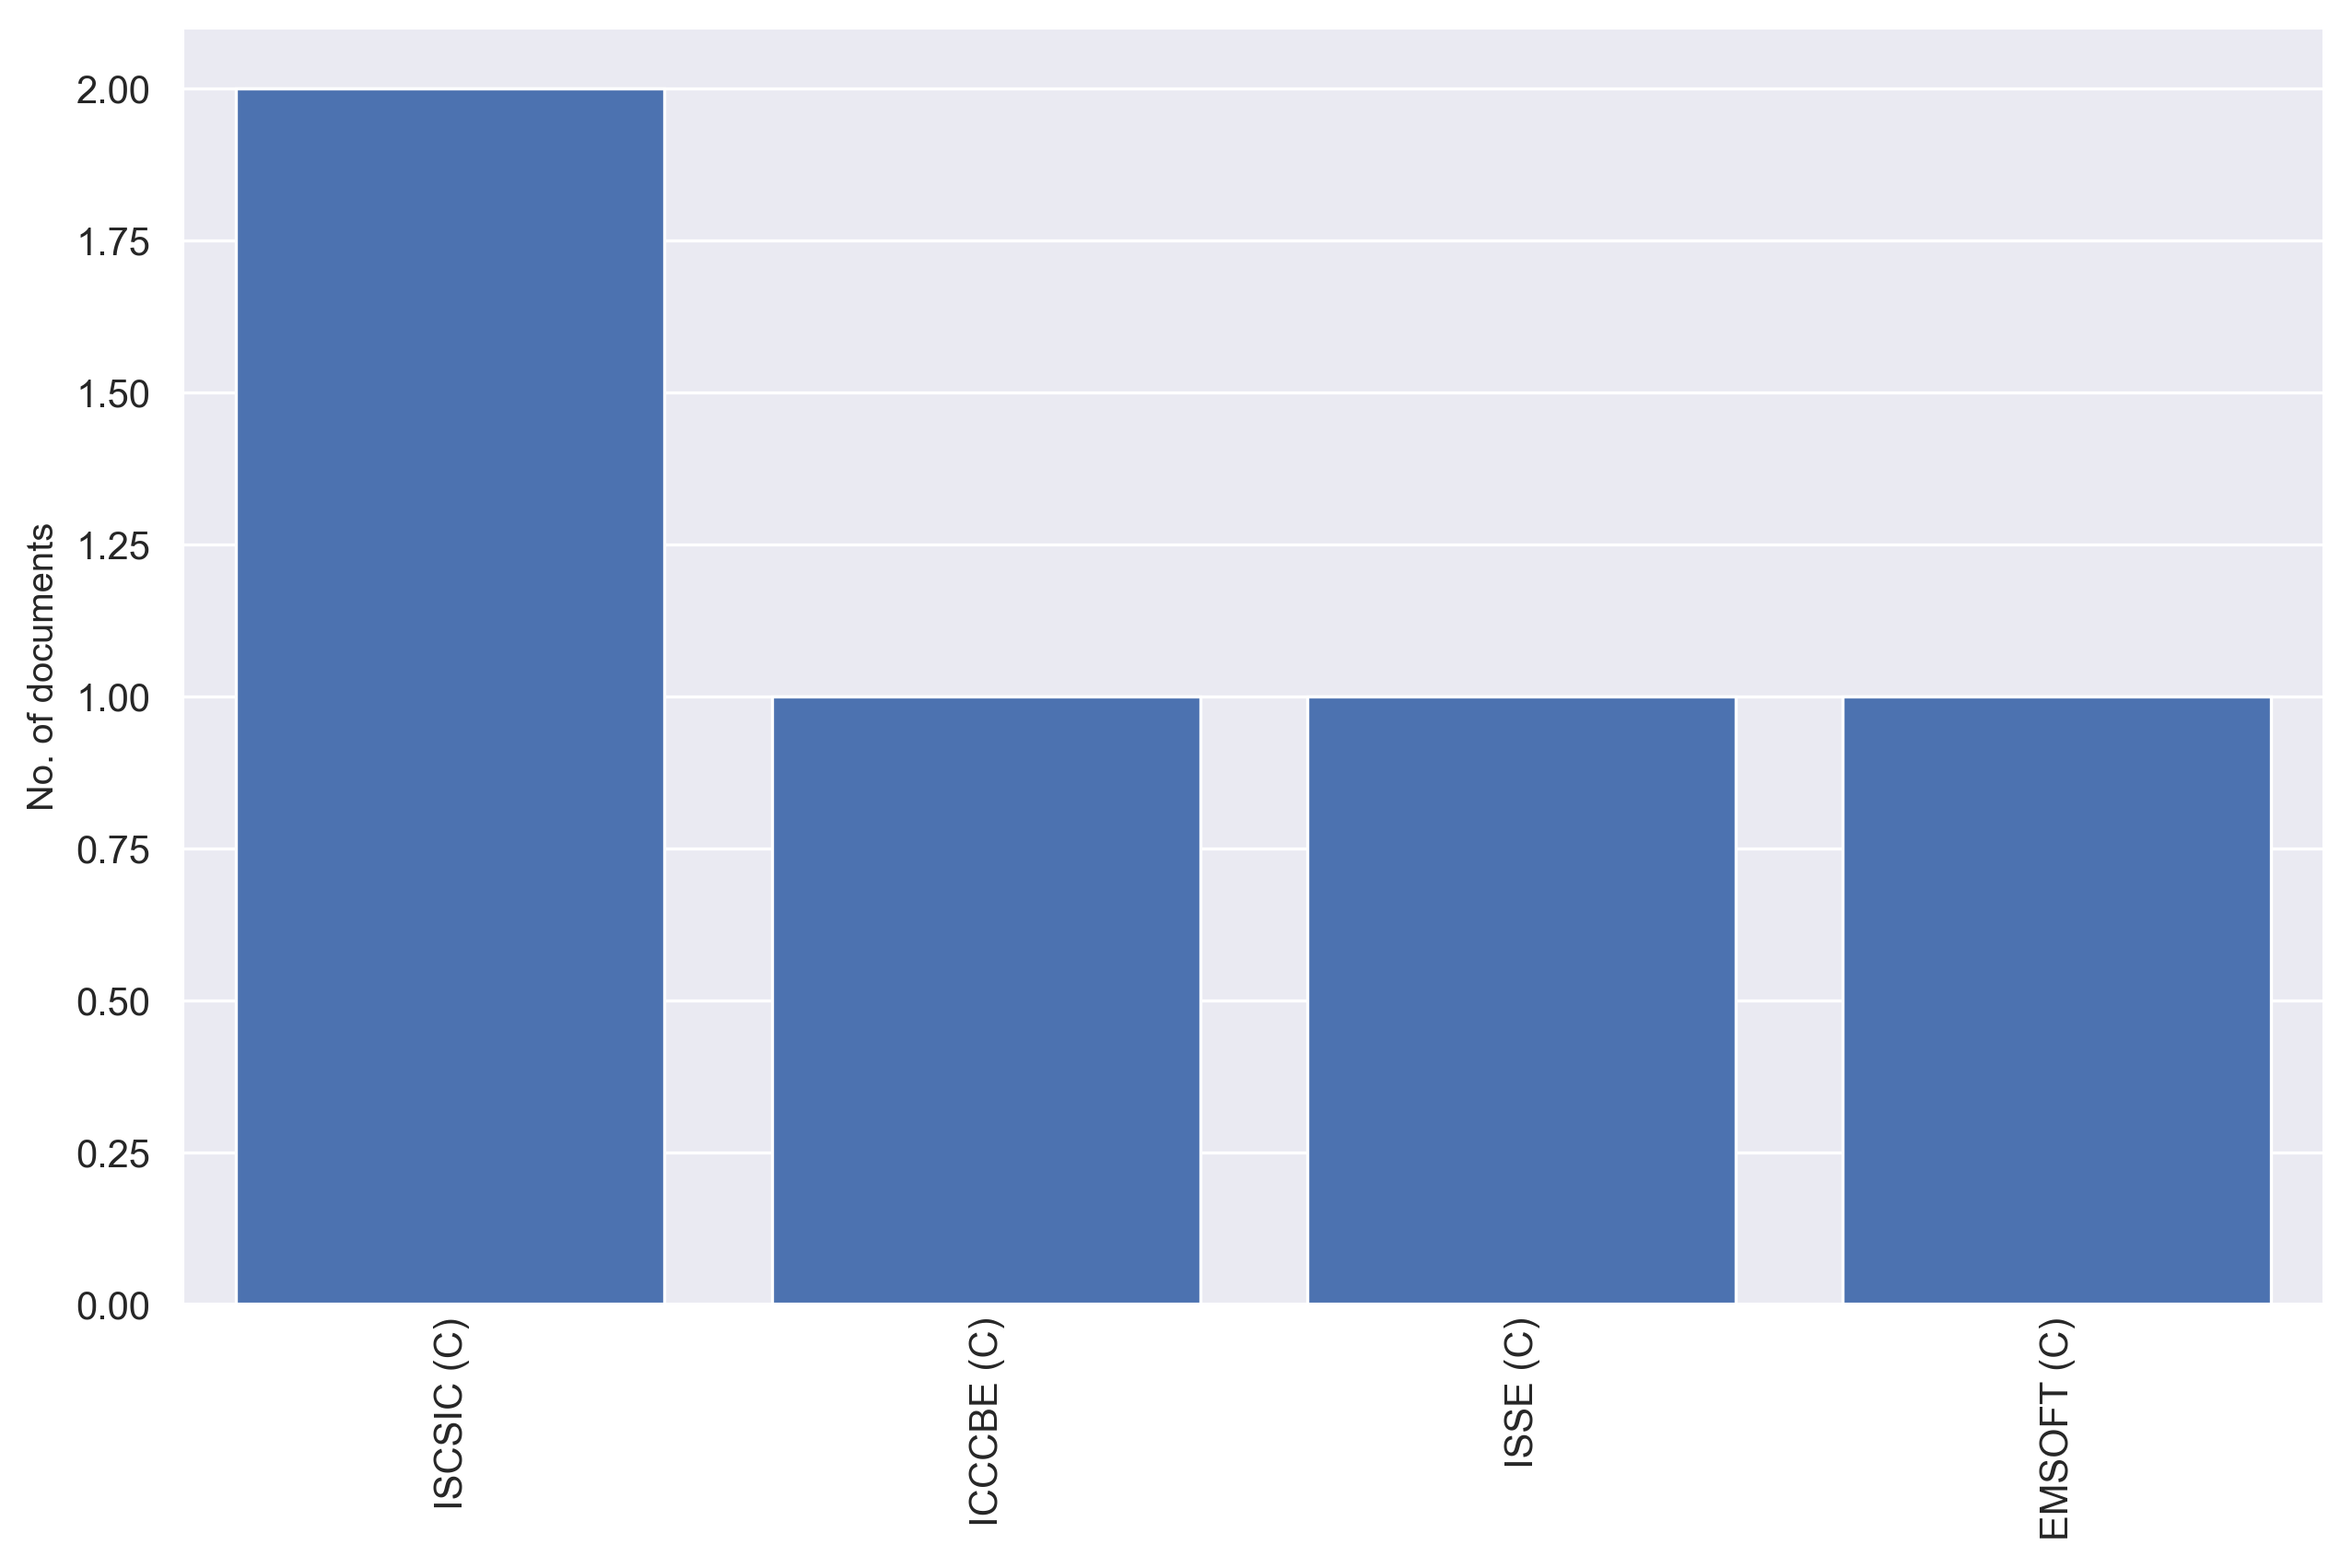 No. of documents
2.00
1.75
1.50
1.25
1.00
0.75
0.50
0.25
0.00
ISCSIC (C)
ICCCBE (C)
ISSE (C)
EMSOFT (C)